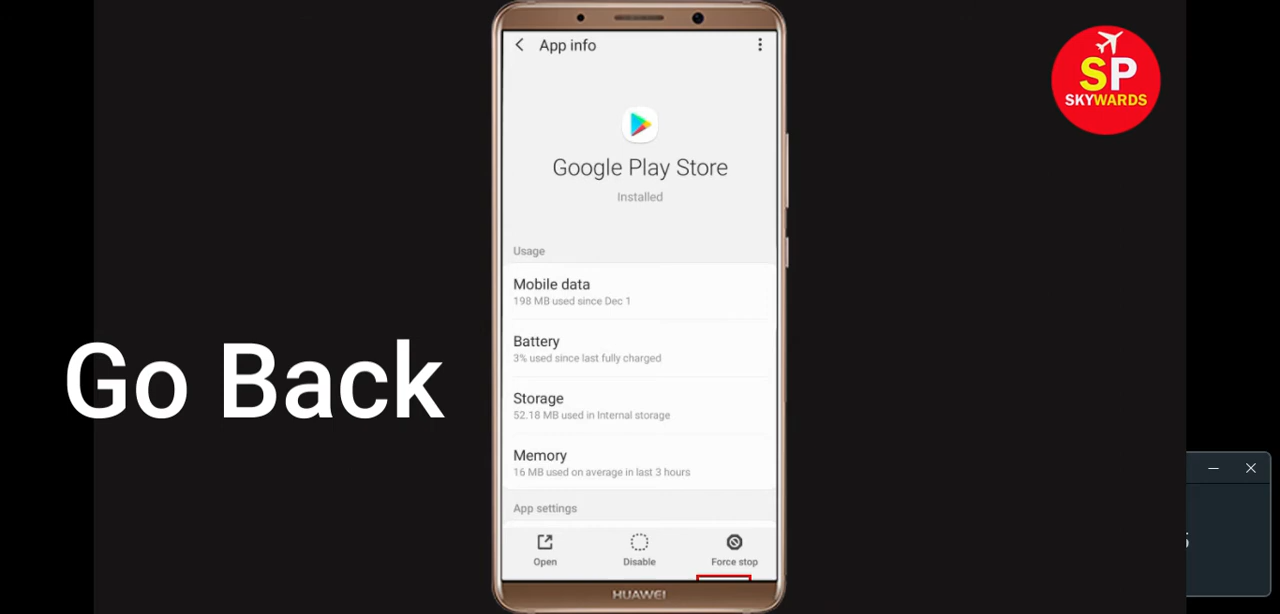 App info
SP
SKYWARDS
Google Play Store
Installed
Usage
Mobile data
198 MB used since Dec 1
Battery
3% used since last fully charged
Go Back
Storage
52.18 MB used in Internal storage
Memory
16 MB used on average in last 3 hours
App settings
Open
Disable
Force stop
HUAWEI